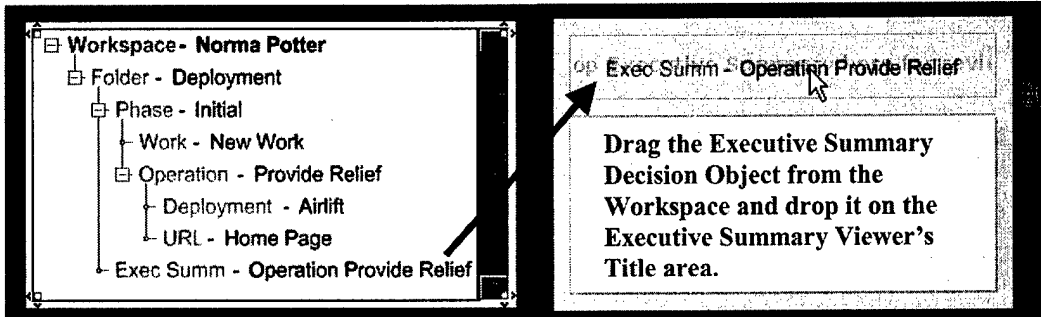 Workspace - Norma Potter
Folder - Deployment
Phase - Initial
Work - New Work
Operation - Provide Relief
Deployment - Airlift
URL - Home Page
Exec Summ - Operation Provide Relief
Exec Summ - Operation Provide Relief
Drag the Executive Summary
Decision Object from the
Workspace and drop it on the
Executive Summary Viewer's
Title area.